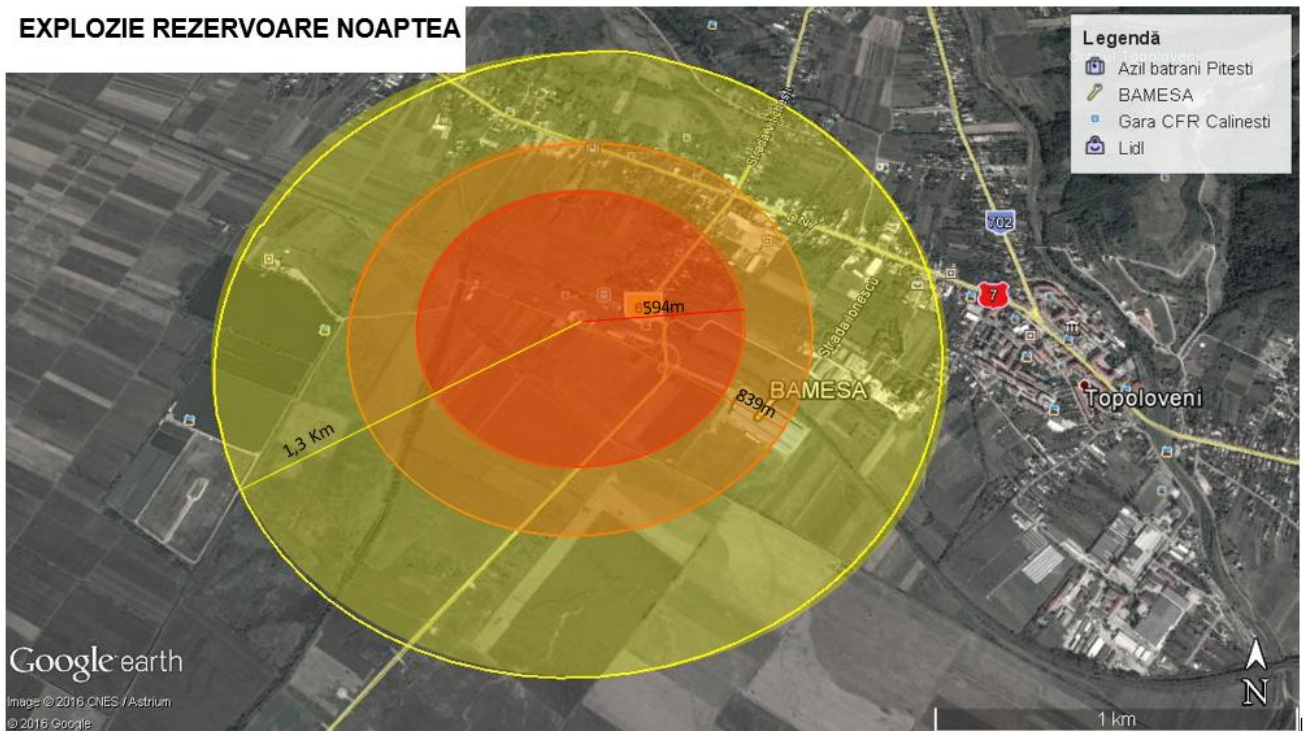 EXPLOZIE REZERVOARE NOAPTEA
Legendă
Azil batrani Pitesti
BAMESA
Gara CFR Calinesti
Lidl
702
7
594m
Strada Ionescu
BAMESA
839m
Topoloveni
1,3 Km
Google earth
Image © 2016 CNES / Astrium
© 2016 Google
N
1 km